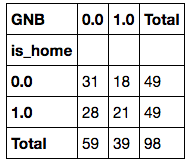 GNB 0.0 1.0 Total
is_home
0.0 31 18 49
1.0 28 21 49
Total 59 39 98